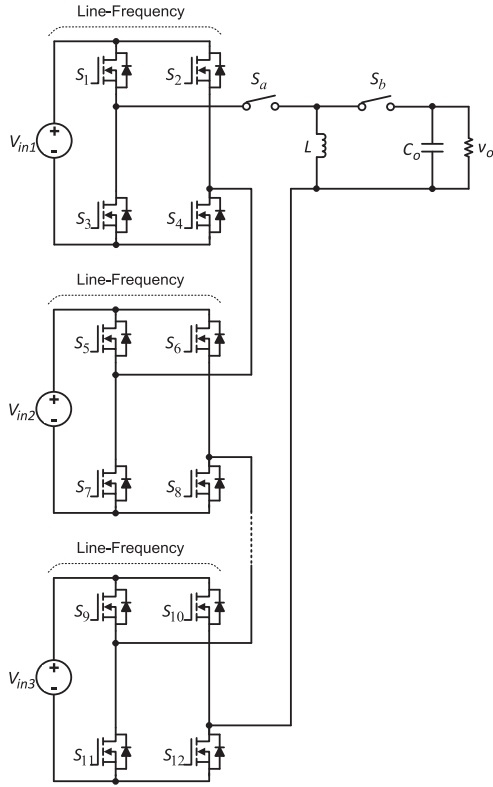 Line-Frequency
S1 S2
Sa Sb
Vin1 + -
L Co vo
S3 S4
Line-Frequency
S5 S6
Vin2 + -
S7 S8
Line-Frequency
S9 S10
Vin3 + -
S11 S12